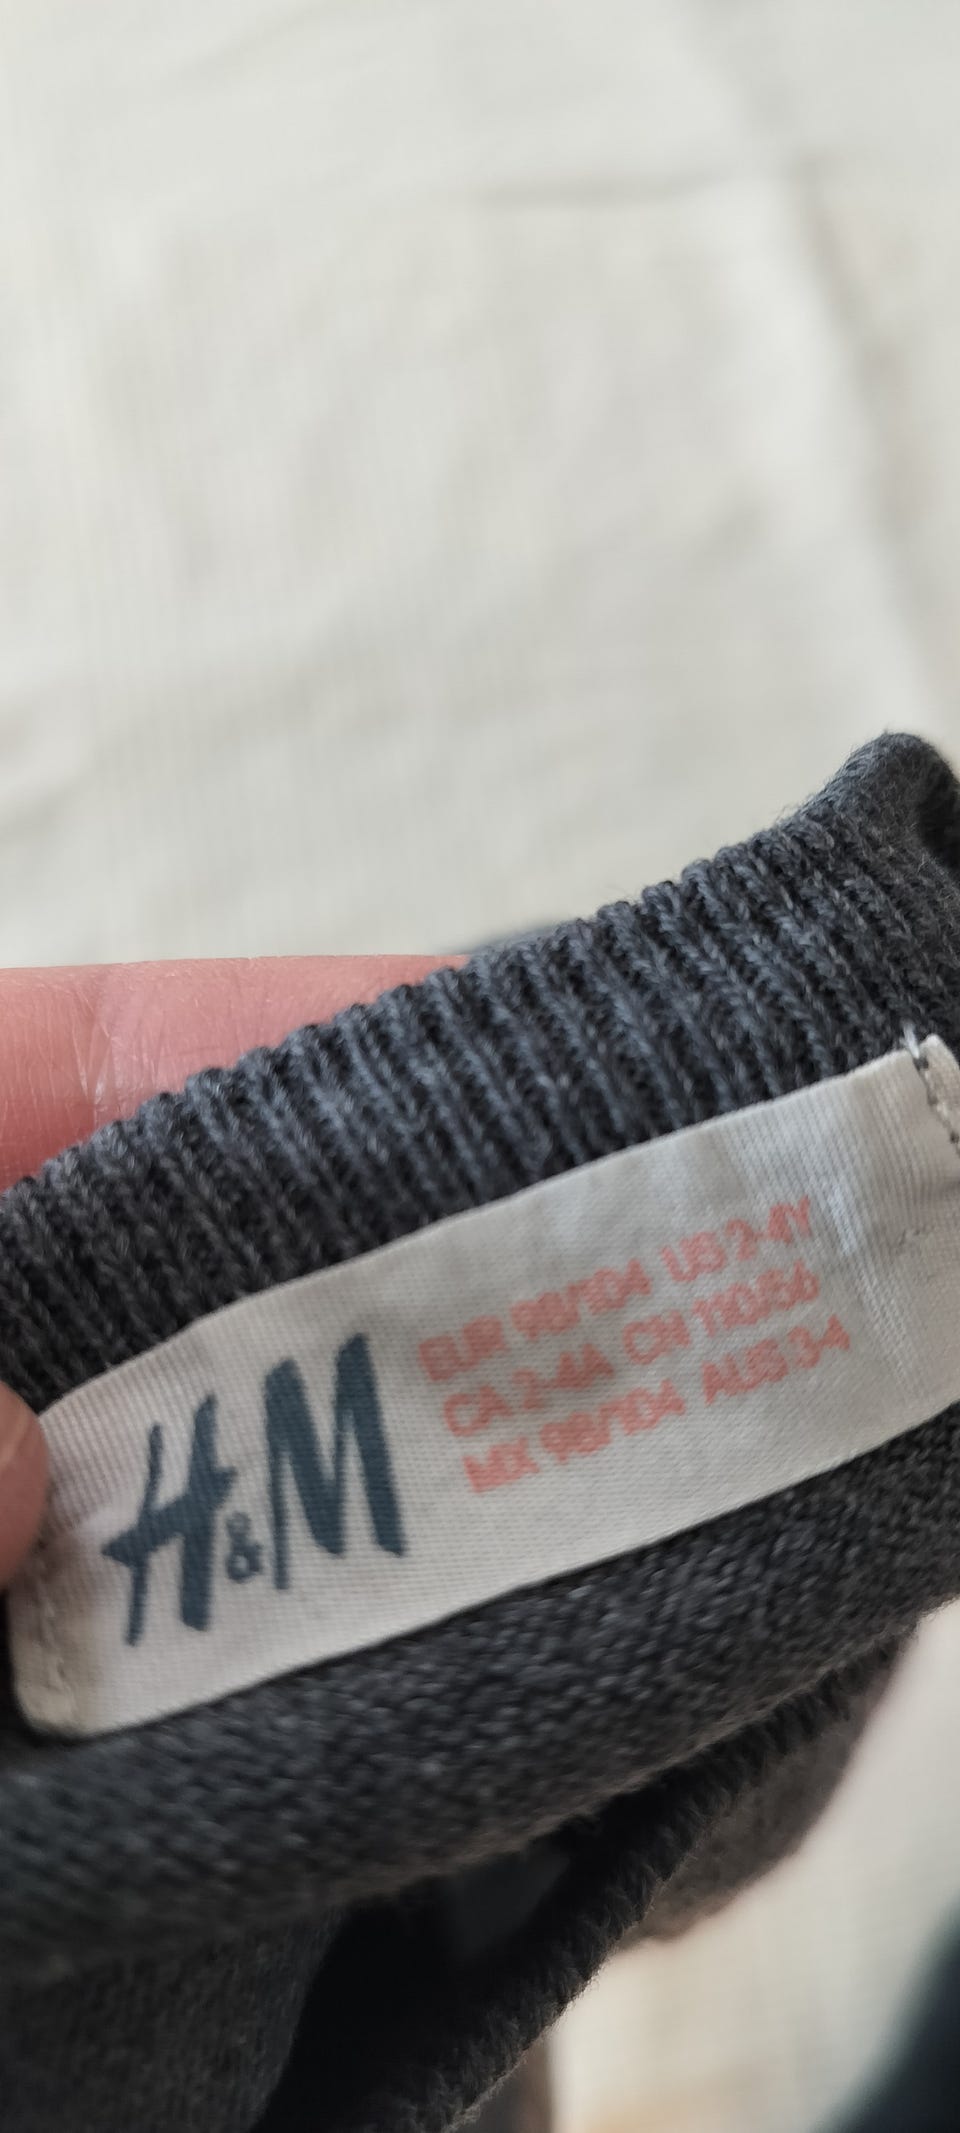 H&M
EUR 98/104 US 2-4Y
CA 2-4A CN 110/56
MX 98/104 AUS 3-4